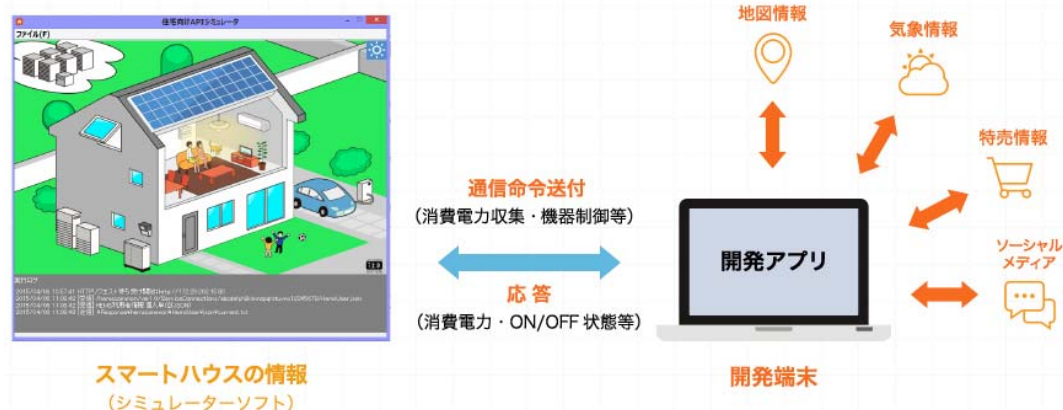 住宅向けAPIシミュレータ
ファイル(F)
実行ログ
スマートハウスの情報
(シミュレーターソフト)
通信命令送付
(消費電力収集・機器制御等)
応答
(消費電力・ON/OFF 状態等)
地図情報
気象情報
特売情報
ソーシャル
メディア
開発アプリ
開発端末